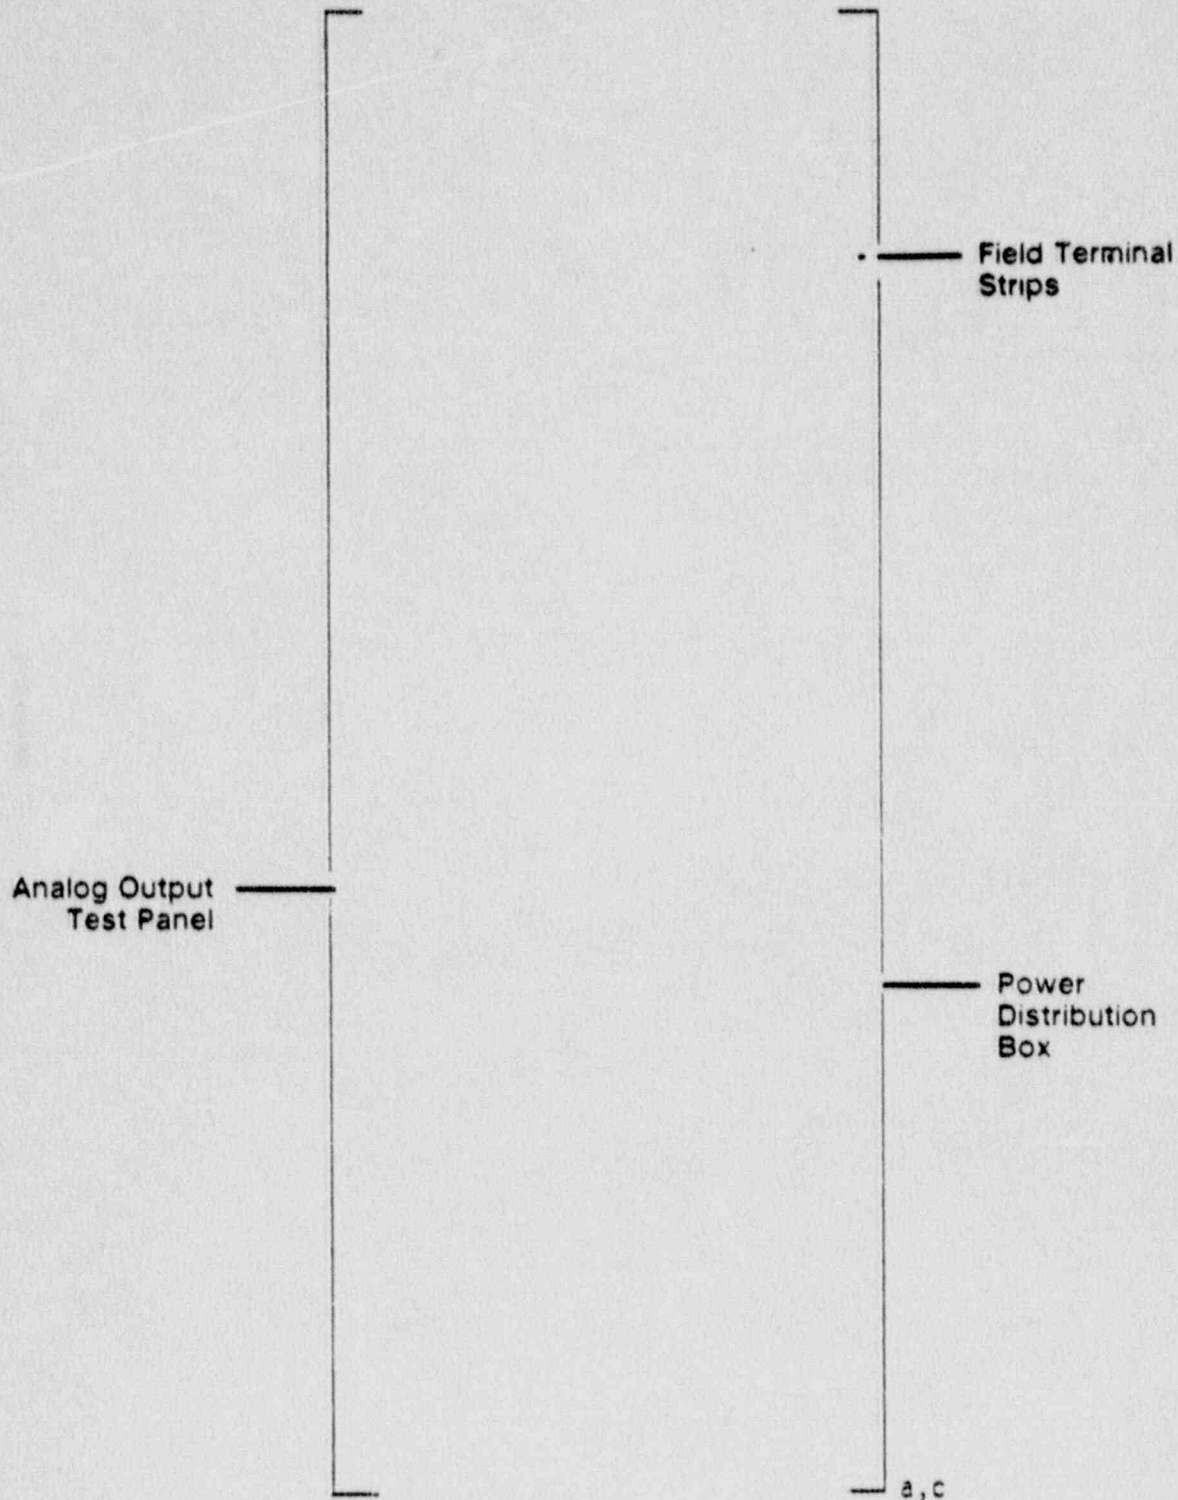 Field Terminal
Strips
Analog Output
Test Panel
Power
Distribution
Box
a,c